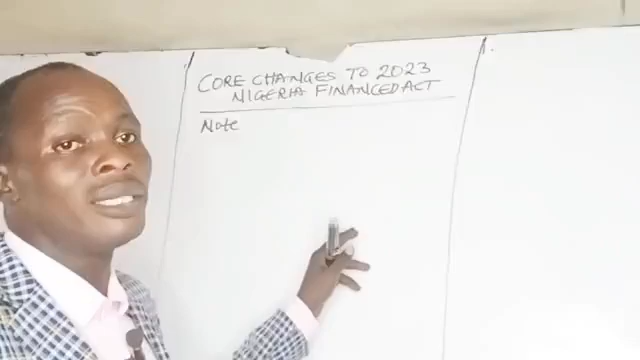 CORE CHANGES TO 2023
NIGERIA FINANCED ACT
Note